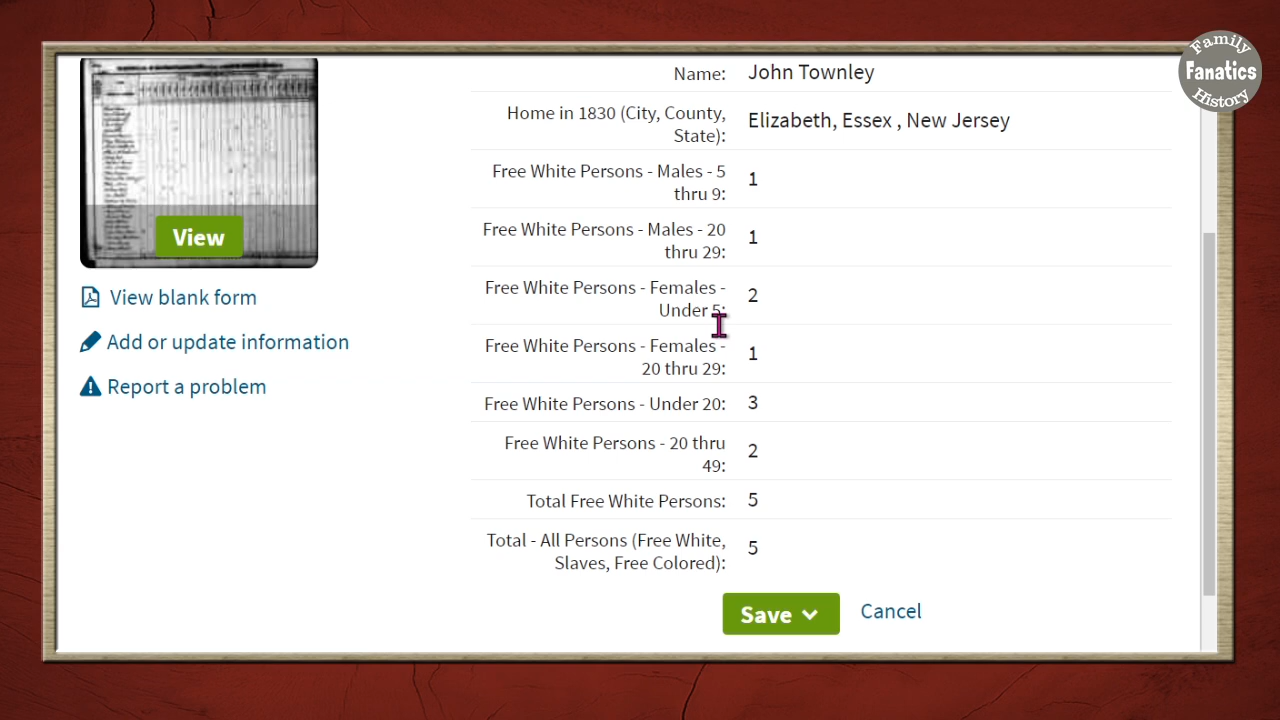 Family
Fanatics
History
Name: John Townley
Home in 1830 (City, County,
State): Elizabeth, Essex , New Jersey
Free White Persons - Males - 5
thru 9: 1
Free White Persons - Males - 20
thru 29: 1
Free White Persons - Females -
Under 5: 2
Free White Persons - Females -
20 thru 29: 1
Free White Persons - Under 20: 3
Free White Persons - 20 thru
49: 2
Total Free White Persons: 5
Total - All Persons (Free White,
Slaves, Free Colored): 5
Save
Cancel
View
View blank form
Add or update information
Report a problem